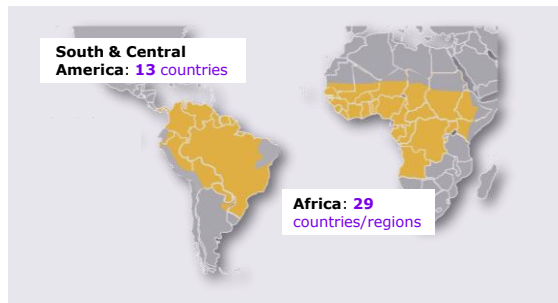 South & Central
America: 13 countries
Africa: 29
countries/regions